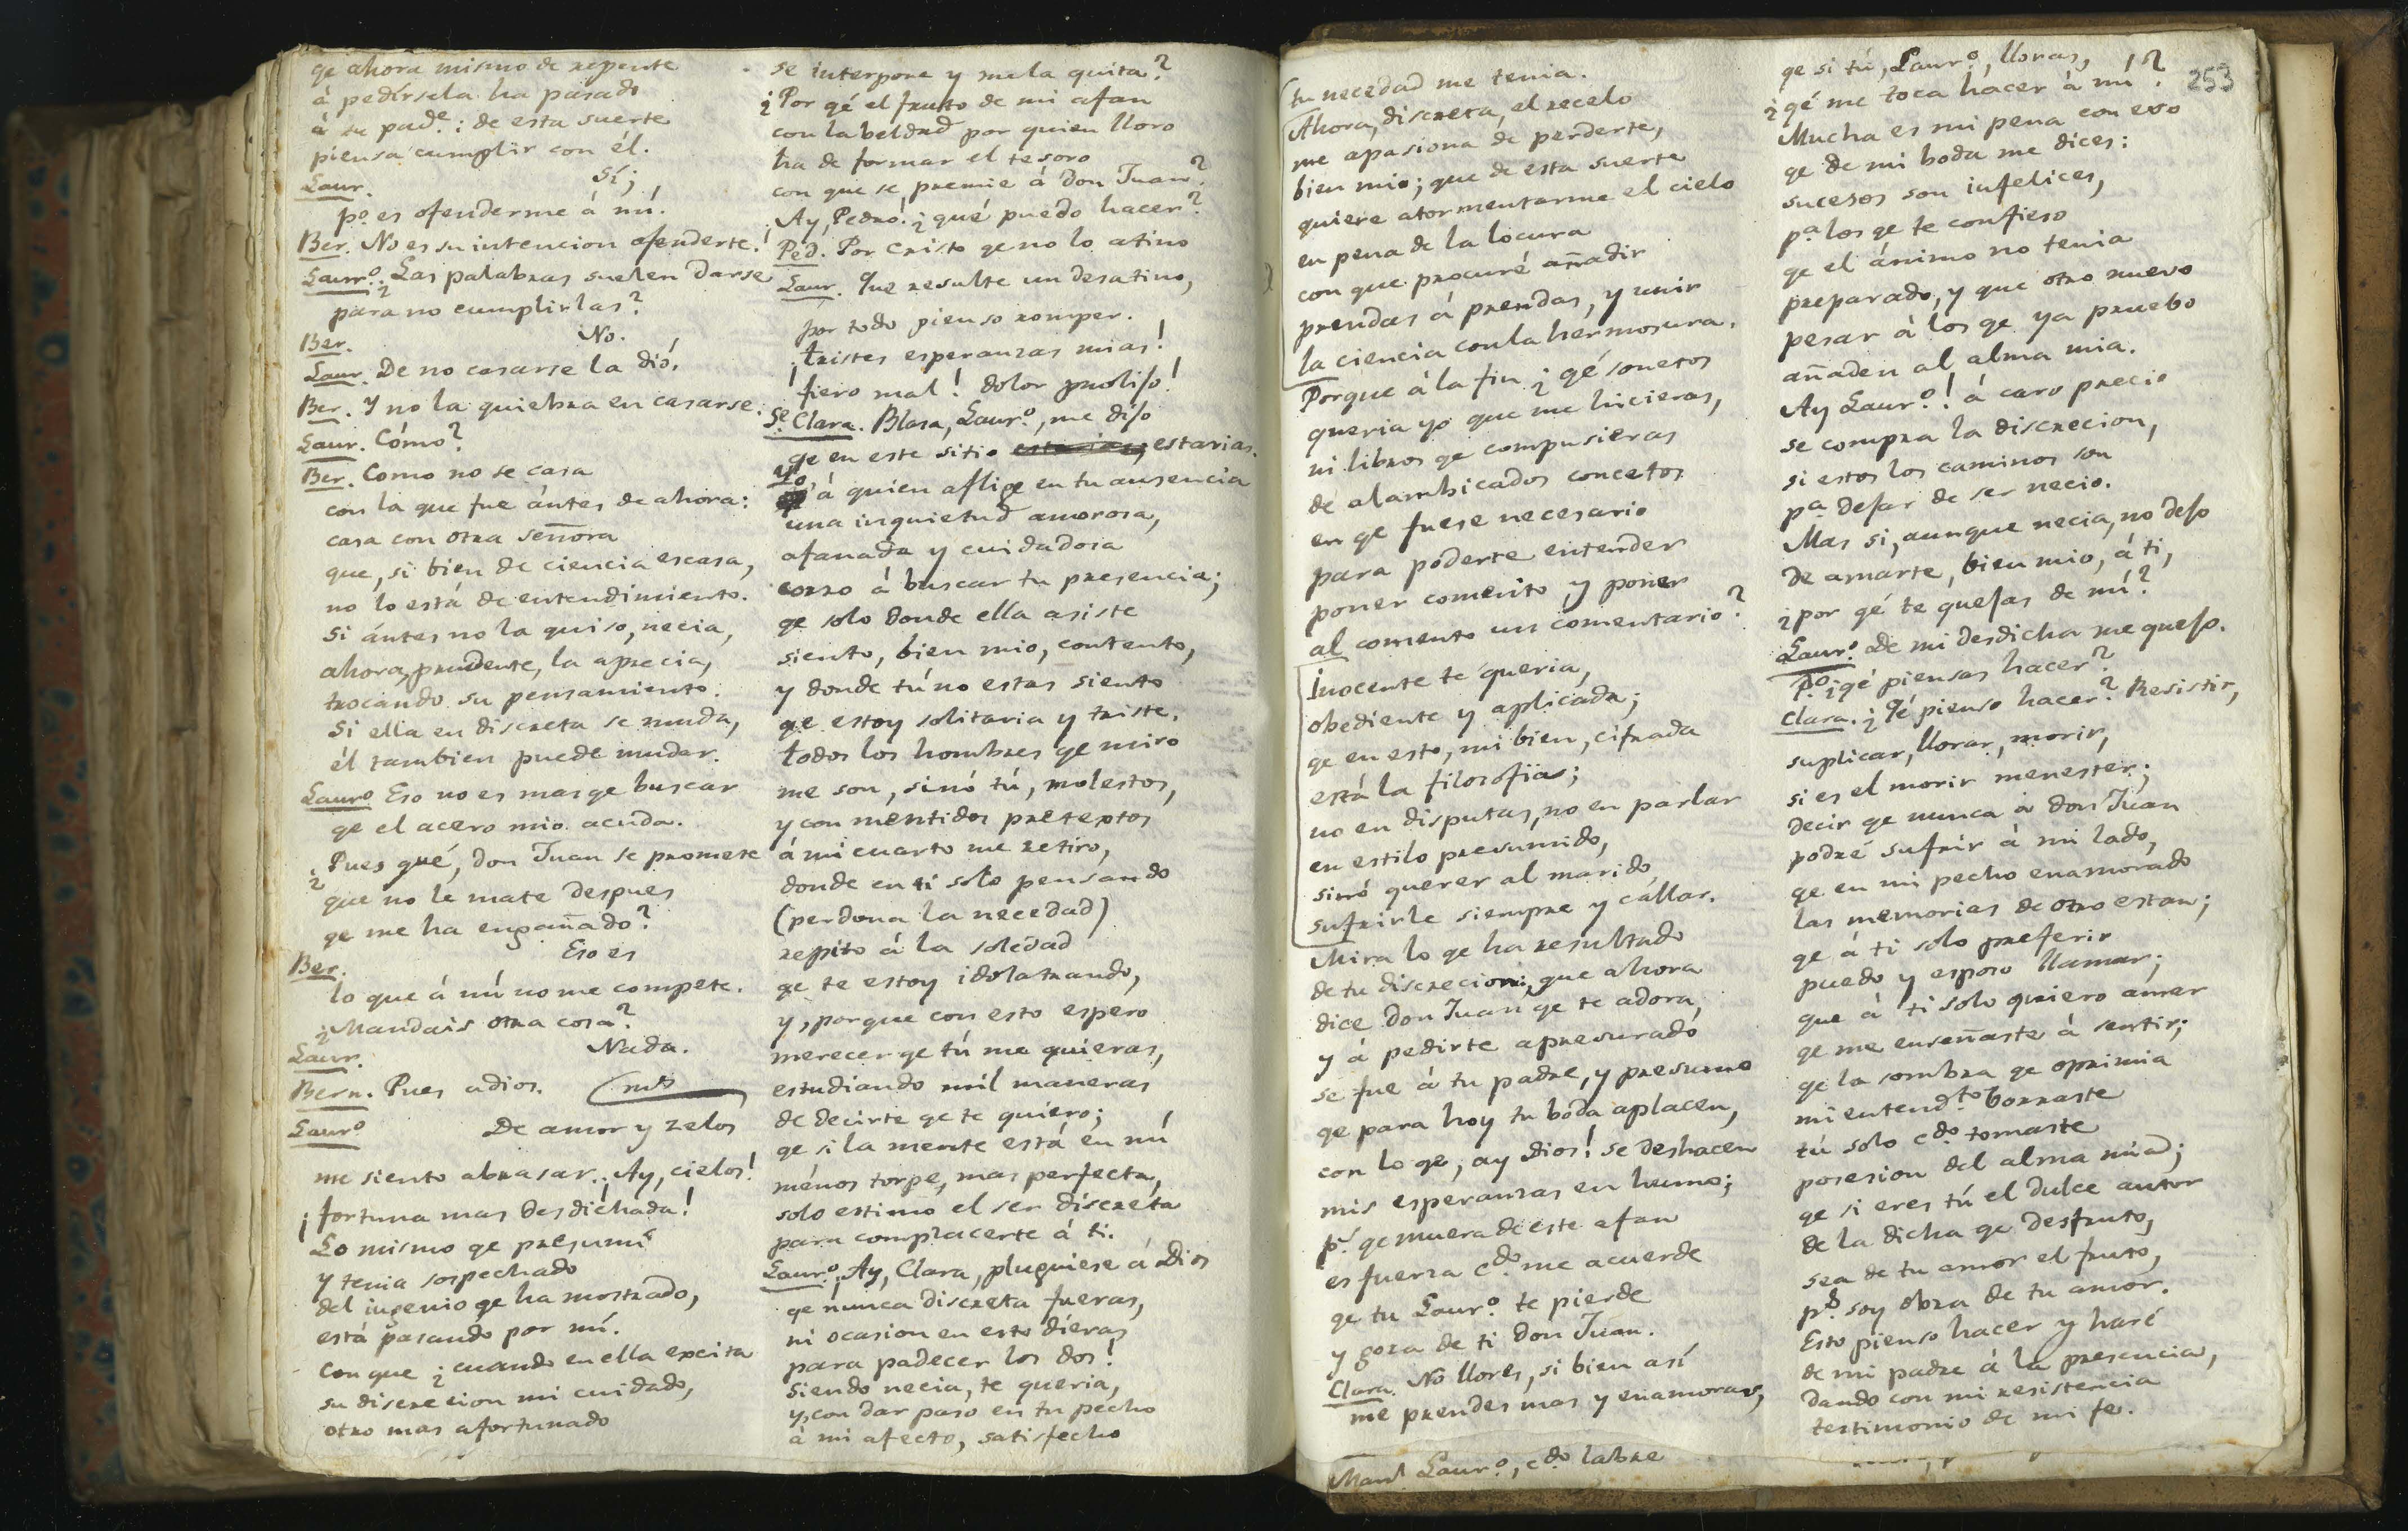 qe ahora mismo de repente
á pedírsela ha pasado
á su pade.: de esta suerte
piensa cumplir con él.
Laur. Sí;
po. es ofenderme á mí.
Ber. No es su intencion ofenderte.
Lauro. ¿Las palabras suelen darse
para no cumplirlas?
Ber. No.
Laur. De no casarse la dió.
Ber. Y no la quiebra en casarse.
Laur. Cómo?
Ber. Como no se casa
con la que fue ántes de ahora:
casa con otra señora
que, si bien de ciencia escasa,
no lo está de entendimiento.
Si ántes no la quiso, necia,
ahora, prudente, la aprecia,
trocando su pensamiento.
Si ella en discreta se muda,
él tambien puede mudar.
Lauro Eso no es mas qe buscar
qe el acero mio acuda.
¿Pues qué, don Juan se promete
que no le mate despues
qe me ha engañado?
Ber. Eso es
lo que á mí no me compete.
¿Mandais otra cosa?
Laur. Nada.
Bern. Pues adios. (
Lauro De amor y zelos
me siento abrasar. ¡Ay, cielos!
¡fortuna mas desdichada!
Lo mismo qe presumí
y tenia sospechado
del ingenio qe ha mostrado,
está pasando por mí.
Con que ¿cuando en ella excita
su discrecion mi cuidado,
otro mas afortunado
se interpone y me la quita?
¿Por qé el fruto de mi afan
con la beldad por quien lloro
ha de formar el tesoro
con que se premie á Don Juan?
Ay, Pedro! ¿qué puedo hacer?
Ped. Por Cristo qe no lo atino
Laur. Que resulte un desatino,
por todo pienso romper.
¡tristes esperanzas mias!
¡fiero mal! dolor prolijo!
Se. Clara. Blasa, Lauro., me dijo
qe en este sitio estarias; estarias.
Yo á quien aflige en tu ausencia
una inquietud amorosa,
afanada y cuidadosa
corro á buscar tu presencia;
qe solo donde ella asiste
siento, bien mio, contento,
y donde tú no estas siento
qe estoy solitaria y triste.
todos los hombres qe miro
me son, sinó tú, molestos,
y con mentidos pretextos
á mi cuarto me retiro,
donde en ti solo pensando
(perdona la necedad)
repito á la soledad
qe te estoy idolatrando,
y, porque con esto espero
merecer qe tú me quieras,
estudiando mil maneras
de decirte qe te quiero;
qe si la mente está en mí
ménos torpe, mas perfecta,
solo estimo el ser discreta
para complacerte á ti.
Lauro. ¡Ay, Clara, pluguiese á Dios
qe nunca discreta fueras,
ni ocasion en esto dieras
para padecer los dos!
Siendo necia, te queria,
y, con dar paso en tu pecho
á mi afecto, satisfecho
253
tu necedad me tenia.
Ahora, discreta, el recelo
me apasiona de perderte,
bien mio; que de esta suerte
quiere atormentarme el cielo
en pena de la locura
con que procuré añadir
prendas á prendas, y unir
la ciencia con la hermosura.
Porque á la fin ¿qé sonetos
queria yo que me hicieras,
ni libros qe compusieras
de alambicados concetos
en qe fuese necesario
para poderte entender
poner comento, y poner
al comento un comentario?
Inocente te queria,
obediente y aplicada;
qe en esto, mi bien, cifrada
está la filosofia;
no en disputas, no en parlar
en estilo presumido,
sinó querer al marido,
sufrirle siempre y callar.
Mira lo qe ha resultado
de tu discrecion; que ahora
dice Don Juan qe te adora,
y á pedirte apresurado
se fue á tu padre, y presumo
qe para hoy tu boda aplacen,
con lo qe, ay Dios! se deshacen
mis esperanzas en humo;
ps. qe muera de este afan
es fuerza cdo. me acuerde
qe tu Lauro. te pierde
y goza de ti Don Juan.
Clara. No llores, si bien así
me prendes mas y enamoras,
Lauro., cdo. labre
qe si tú, Lauro., lloras,
¿qé me toca hacer á mí?
Mucha es mi pena con eso
qe de mi boda me dices:
sucesos son infelices,
pa. los qe te confieso
qe el ánimo no tenia
preparado, y que otro nuevo
pesar á los qe ya pruebo
añaden al alma mia.
Ay Lauro.! á caro precio
se compra la discrecion,
si estos los caminos son
pa. dejar de ser necio.
Mas si, aunque necia, no dejo
de amarte, bien mio, á ti,
¿por qé te quejas de mí?
Lauro. De mi desdicha me quejo.
Po. ¿qé piensas hacer?
Clara. ¿Qé pienso hacer? Resistir,
suplicar, llorar, morir,
si es el morir menester;
decir qe nunca á don Juan
podré sufrir á mi lado,
qe en mi pecho enamorado
las memorias de otro estan;
qe á ti solo preferir
puedo y esposo llamar;
que á ti solo quiero amar
qe me enseñaste á sentir;
qe la sombra qe oprimia
mi entendto. borraste
tú solo cdo. tomaste
posesion del alma mia;
qe si eres tú el dulce autor
de la dicha qe desfruto,
sea de tu amor el fruto,
ps. soy obra de tu amor.
Esto pienso hacer y haré
de mi padre á la presencia,
dando con mi resistencia
testimonio de mi fe.